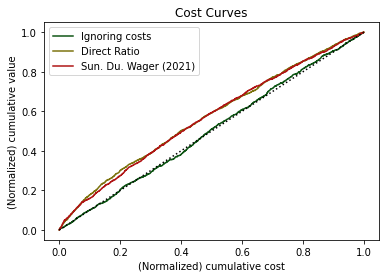 Cost Curves
Ignoring costs
Direct Ratio
Sun. Du. Wager (2021)
(Normalized) cumulative value
1.0
0.8
0.6
0.4
0.2
0.0
0.0 0.2 0.4 0.6 0.8 1.0
(Normalized) cumulative cost